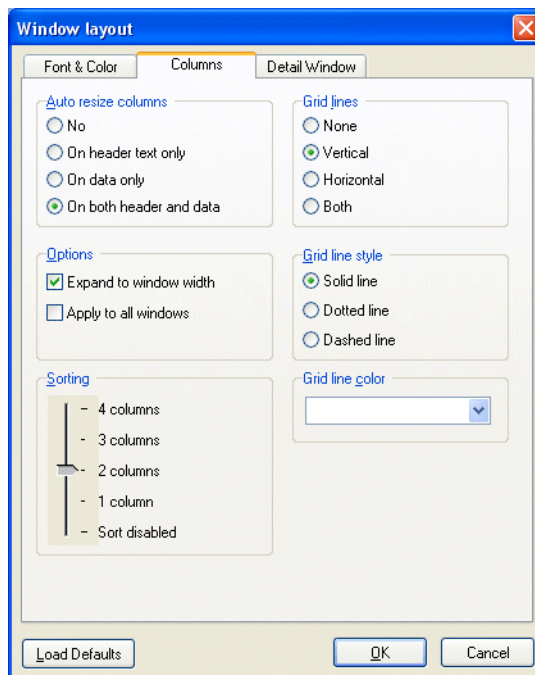 Window layout
Font & Color
Columns
Detail Window
Auto resize columns
No
On header text only
On data only
On both header and data
Grid lines
None
Vertical
Horizontal
Both
Options
Expand to window width
Apply to all windows
Grid line style
Solid line
Dotted line
Dashed line
Sorting
4 columns
3 columns
2 columns
1 column
Sort disabled
Grid line color
Load Defaults
OK
Cancel